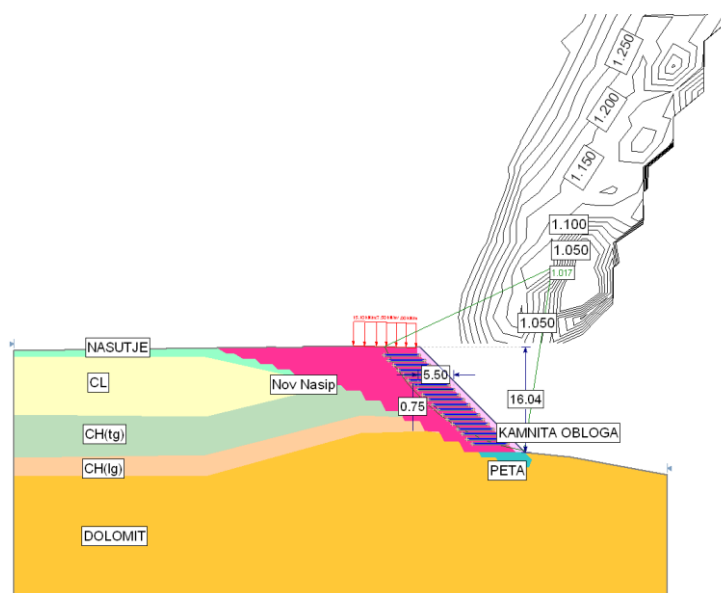 1.250
1.200
1.150
1.100
1.050
1.017
1.050
NASUTJE
CL
Nov Nasip
5.50
16.04
0.75
CH(tg)
KAMNITA OBLOGA
CH(lg)
PETA
DOLOMIT